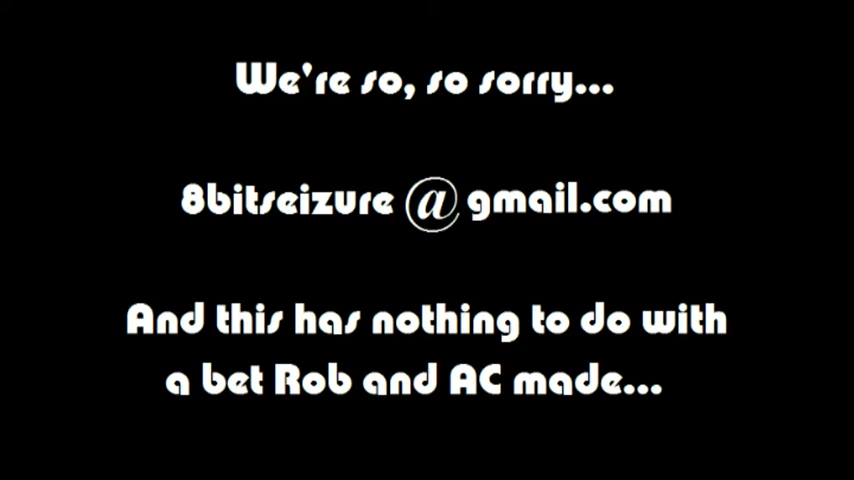 We're so, so sorry...
8bitseizure@gmail.com
And this has nothing to do with
a bet Rob and AC made...